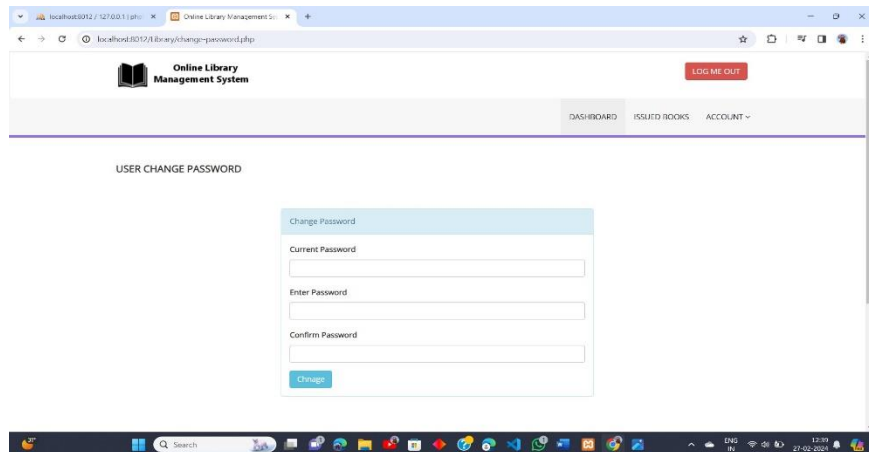 localhost:8012 / 127.0.0.1 | php
Online Library Management Sy
localhost:8012/Library/change-password.php
Online Library
Management System
LOG ME OUT
DASHBOARD ISSUED BOOKS ACCOUNT
USER CHANGE PASSWORD
Change Password
Current Password
Enter Password
Confirm Password
Chnage
31°
Search
ENG
IN
12:39
27-02-2024